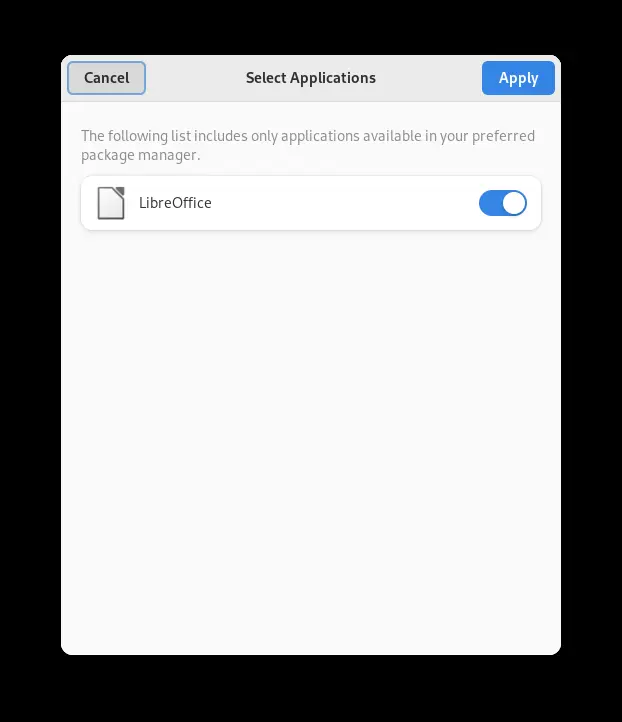 Cancel
Select Applications
Apply
The following list includes only applications available in your preferred
package manager.
LibreOffice